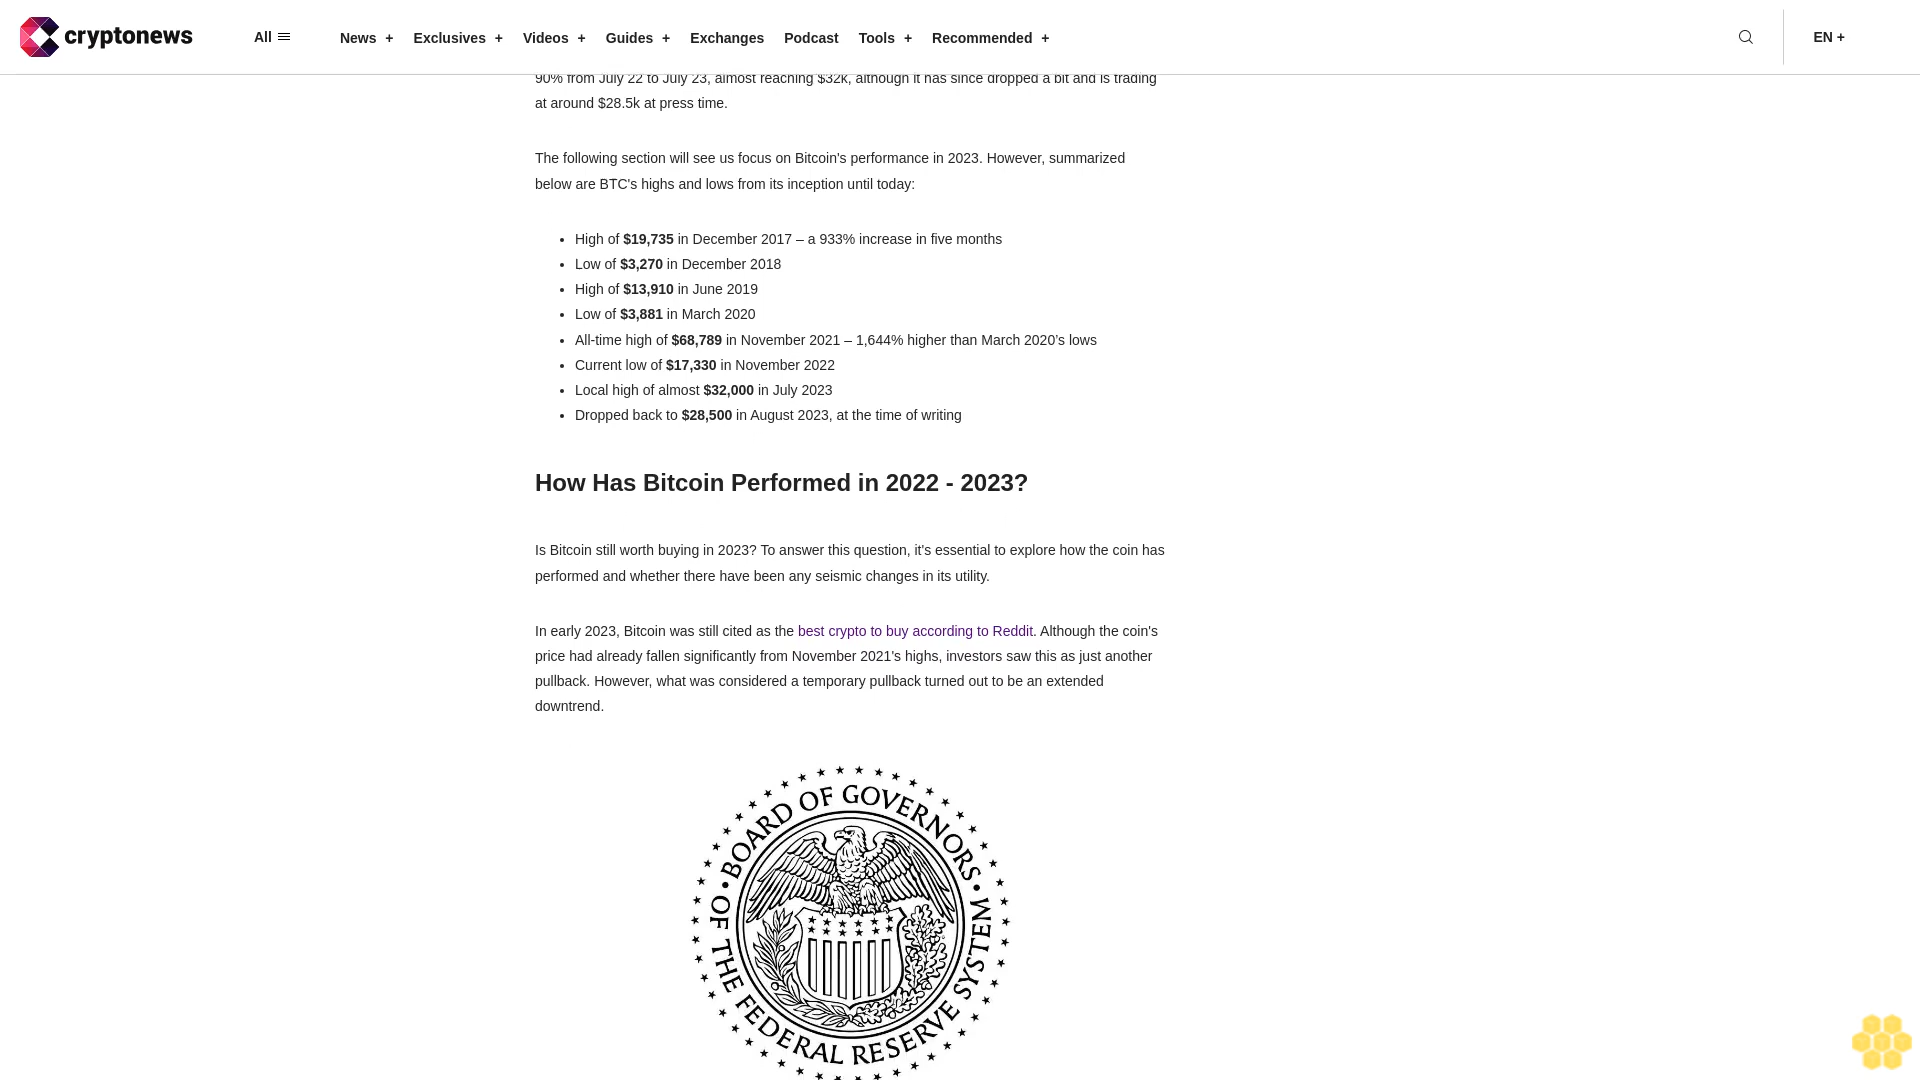 cryptonews
All
News +
Exclusives +
Videos +
Guides +
Exchanges
Podcast
Tools +
Recommended +
EN +
90% from July 22 to July 23, almost reaching $32k, although it has since dropped a bit and is trading
at around $28.5k at press time.
The following section will see us focus on Bitcoin's performance in 2023. However, summarized
below are BTC's highs and lows from its inception until today:
High of $19,735 in December 2017 – a 933% increase in five months
Low of $3,270 in December 2018
High of $13,910 in June 2019
Low of $3,881 in March 2020
All-time high of $68,789 in November 2021 – 1,644% higher than March 2020's lows
Current low of $17,330 in November 2022
Local high of almost $32,000 in July 2023
Dropped back to $28,500 in August 2023, at the time of writing
How Has Bitcoin Performed in 2022 - 2023?
Is Bitcoin still worth buying in 2023? To answer this question, it's essential to explore how the coin has
performed and whether there have been any seismic changes in its utility.
In early 2023, Bitcoin was still cited as the best crypto to buy according to Reddit. Although the coin's
price had already fallen significantly from November 2021's highs, investors saw this as just another
pullback. However, what was considered a temporary pullback turned out to be an extended
downtrend.
BOARD OF GOVERNORS
OF THE FEDERAL RESERVE SYSTEM